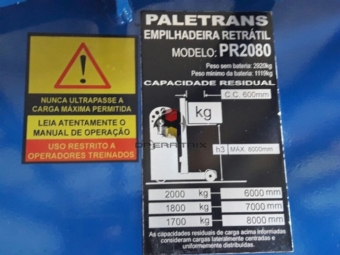 NUNCA ULTRAPASSE A
CARGA MÁXIMA PERMITIDA
LEIA ATENTAMENTE O
MANUAL DE OPERAÇÃO
USO RESTRITO A
OPERADORES TREINADOS
PALETRANS
EMPILHADEIRA RETRÁTIL
MODELO: PR2080
Peso sem bateria: 2920kg
Peso mínimo da bateria: 1119kg
CAPACIDADE RESIDUAL
C.C. 600mm
kg
h3 MÁX. 8000mm
OPERATRIX
2000 kg 6000 mm
1800 kg 7000 mm
1700 kg 8000 mm
As capacidades residuais de carga acima informadas
consideram cargas lateralmente centradas e
uniformemente distribuídas.